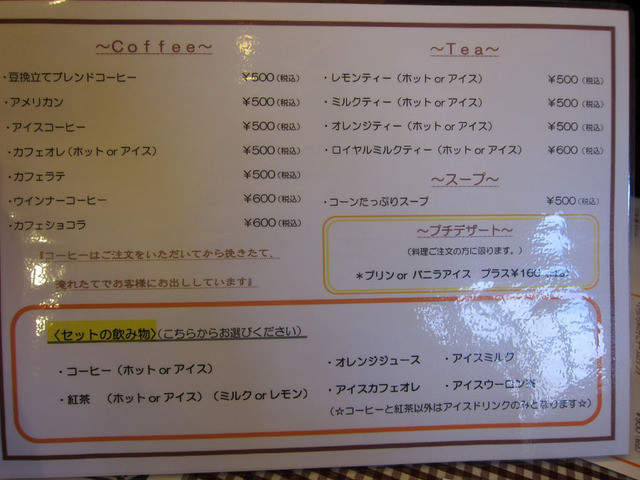 ～Coffee～
・豆挽立てブレンドコーヒー ¥500(税込)
・アメリカン ¥500(税込)
・アイスコーヒー ¥500(税込)
・カフェオレ(ホット or アイス) ¥500(税込)
・カフェラテ ¥500(税込)
・ウインナーコーヒー ¥600(税込)
・カフェショコラ ¥600(税込)
『コーヒーはご注文をいただいてから挽きたて、
淹れたてでお客様にお出ししています』
～Tea～
・レモンティー(ホット or アイス) ¥500(税込)
・ミルクティー(ホット or アイス) ¥500(税込)
・オレンジティー(ホット or アイス) ¥500(税込)
・ロイヤルミルクティー(ホット or アイス) ¥600(税込)
～スープ～
・コーンたっぷりスープ ¥500(税込)
～プチデザート～
(料理ご注文の方に限ります。)
＊プリン or バニラアイス プラス¥160
〈セットの飲み物〉(こちらからお選びください)
・コーヒー(ホット or アイス)
・紅茶 (ホット or アイス)(ミルク or レモン)
・オレンジジュース ・アイスミルク
・アイスカフェオレ ・アイスウーロン茶
(☆コーヒーと紅茶以外はアイスドリンクのみとなります☆)